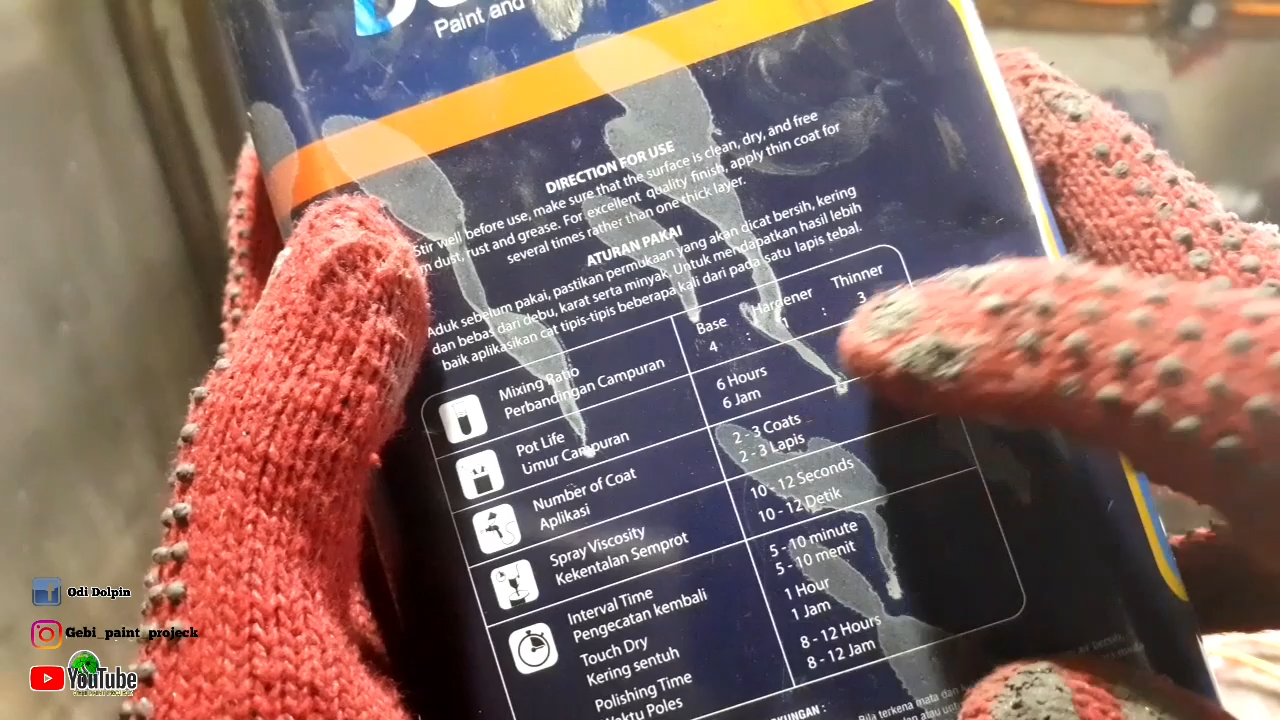 Paint and
DIRECTION FOR USE
Stir well before use, make sure that the surface is clean, dry, and free
dust, rust and grease. For excellent quality finish, apply thin coat for
several times rather than one thick layer.
ATURAN PAKAI
Aduk sebelum pakai, pastikan permukaan yang akan dicat bersih, kering
dan bebas dari debu, karat serta minyak. Untuk mendapatkan hasil lebih
baik aplikasikan cat tipis-tipis beberapa kali dari pada satu lapis tebal.
Mixing Ratio
Perbandingan Campuran
Base Hardener Thinner
4 : : 3
Pot Life
Umur Campuran
6 Hours
6 Jam
Number of Coat
Aplikasi
2 - 3 Coats
2 - 3 Lapis
Spray Viscosity
Kekentalan Semprot
10 - 12 Seconds
10 - 12 Detik
Interval Time
Pengecatan kembali
5 - 10 minute
5 - 10 menit
Touch Dry
Kering sentuh
1 Hour
1 Jam
Polishing Time
Waktu Poles
8 - 12 Hours
8 - 12 Jam
Bila terkena mata dan
Odi Dolpin
Gebi_paint_projeck
YouTube